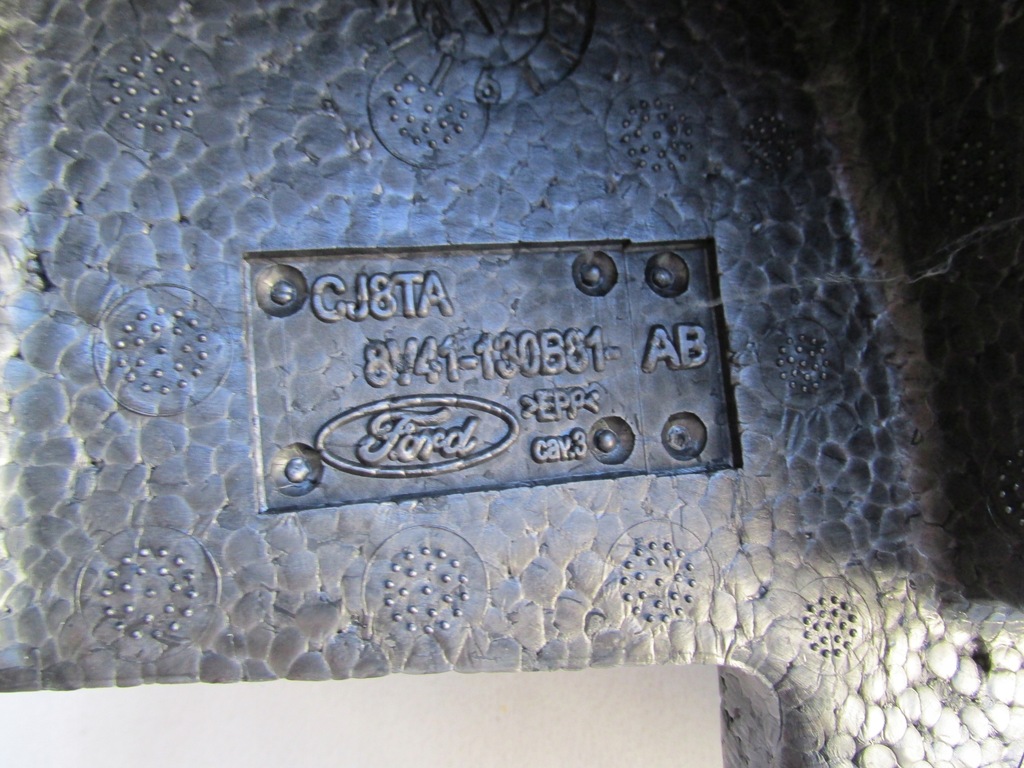 CJ8TA
8V41-130B81- AB
>EPP<
Ford
cav.3